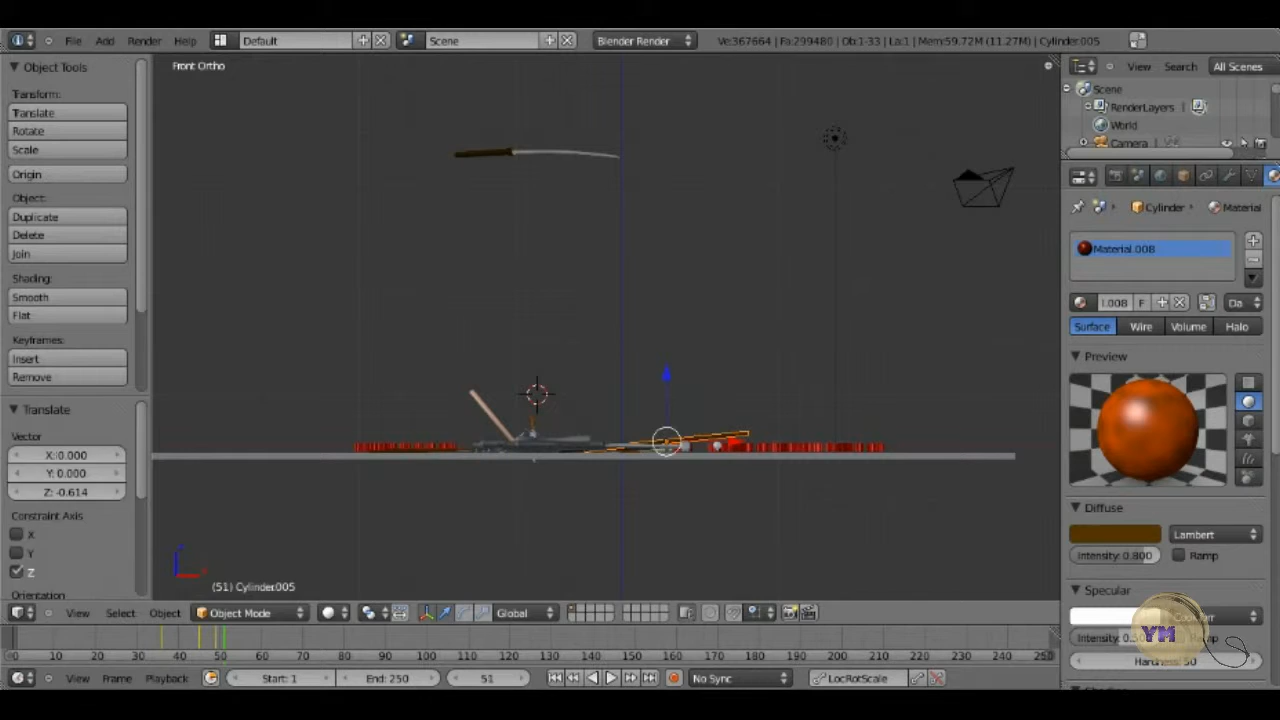 File Add Render Help Default Scene Blender Render Ve:367664 | Fa:299480 | Ob:1-33 | La:1 | Mem:59.72M (11.27M) | Cylinder.005
Object Tools
Transform:
Translate
Rotate
Scale
Origin
Object:
Duplicate
Delete
Join
Shading:
Smooth
Flat
Keyframes:
Insert
Remove
Translate
Vector
X: 0.000
Y: 0.000
Z: -0.614
Constraint Axis
X
Y
Z
Orientation
Front Ortho
(51) Cylinder.005
View Search All Scenes
Scene
RenderLayers
World
Camera
Cylinder Material
Material.008
F Da
Surface Wire Volume Halo
Preview
Diffuse
Lambert
Intensity: 0.800 Ramp
Specular
YM
Hardness: 50
View Select Object Object Mode Global
0 10 20 30 40 50 60 70 80 90 100 110 120 130 140 150 160 170 180 190 200 210 220 230 240 250
View Frame Playback Start: 1 End: 250 51 No Sync LocRotScale